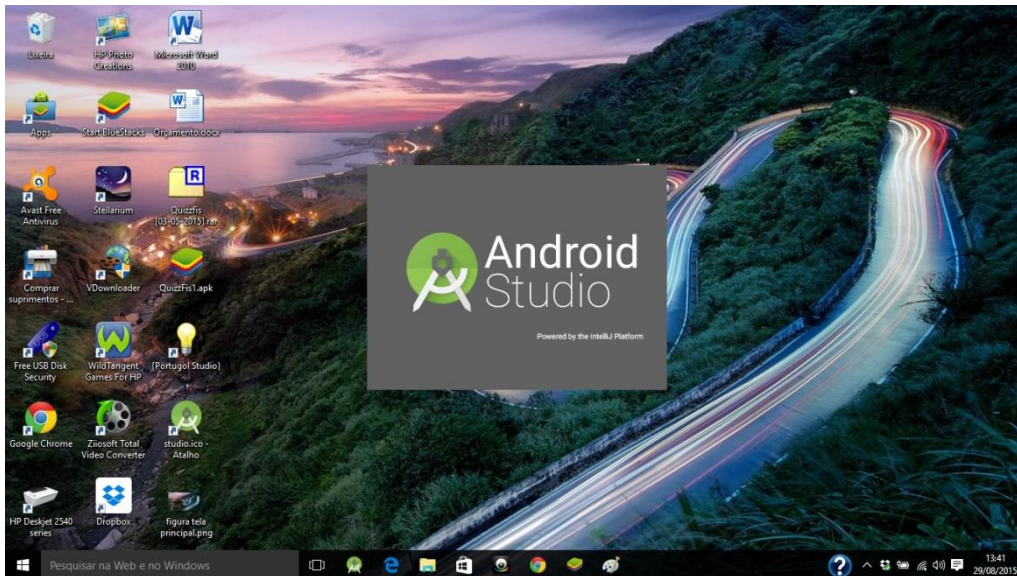 Lixeira
HP Photo
Creations
Microsoft Word
2010
Apps
Start BlueStacks
Orçamento.docx
Avast Free
Antivirus
Stellarium
Quizzfis
[03-05-2015].rar
Comprar
suprimentos - ...
VDownloader
QuizzFis1.apk
Free USB Disk
Security
WildTangent
Games For HP
(Portugol Studio)
Google Chrome
Ziiosoft Total
Video Converter
studio.ico -
Atalho
HP Deskjet 2540
series
Dropbox
figura tela
principal.png
Android
Studio
Powered by the IntelliJ Platform
Pesquisar na Web e no Windows
13:41
29/08/2015